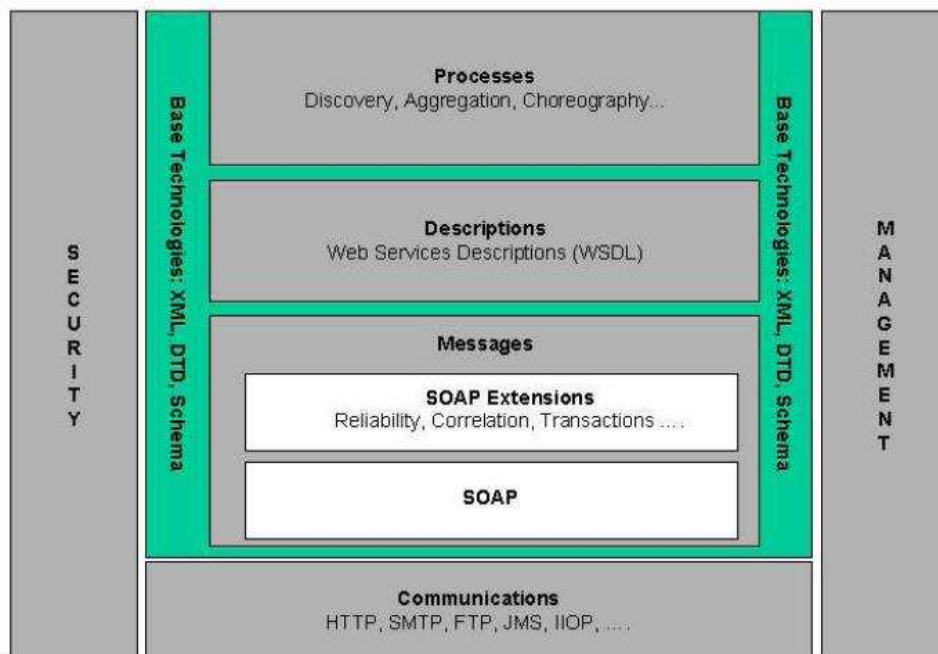 SECURITY
Base Technologies: XML, DTD, Schema
Processes
Discovery, Aggregation, Choreography...
Descriptions
Web Services Descriptions (WSDL)
Messages
SOAP Extensions
Reliability, Correlation, Transactions ….
SOAP
Base Technologies: XML, DTD, Schema
MANAGEMENT
Communications
HTTP, SMTP, FTP, JMS, IIOP, ….